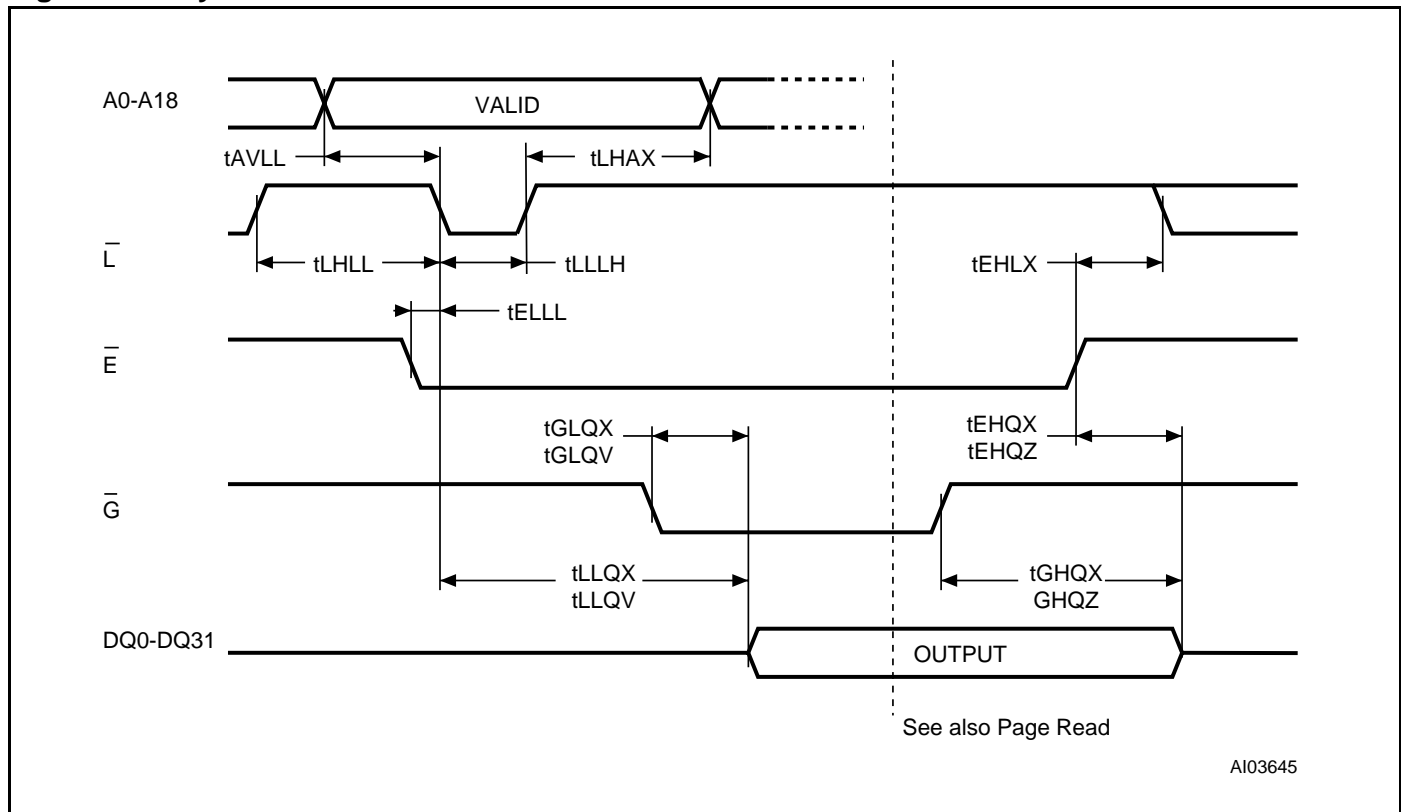 A0-A18
VALID
tAVLL
tLHAX
L̅
tLHLL
tLLLH
tEHLX
tELLL
E̅
tGLQX
tGLQV
tEHQX
tEHQZ
G̅
tLLQX
tLLQV
tGHQX
GHQZ
DQ0-DQ31
OUTPUT
See also Page Read
AI03645